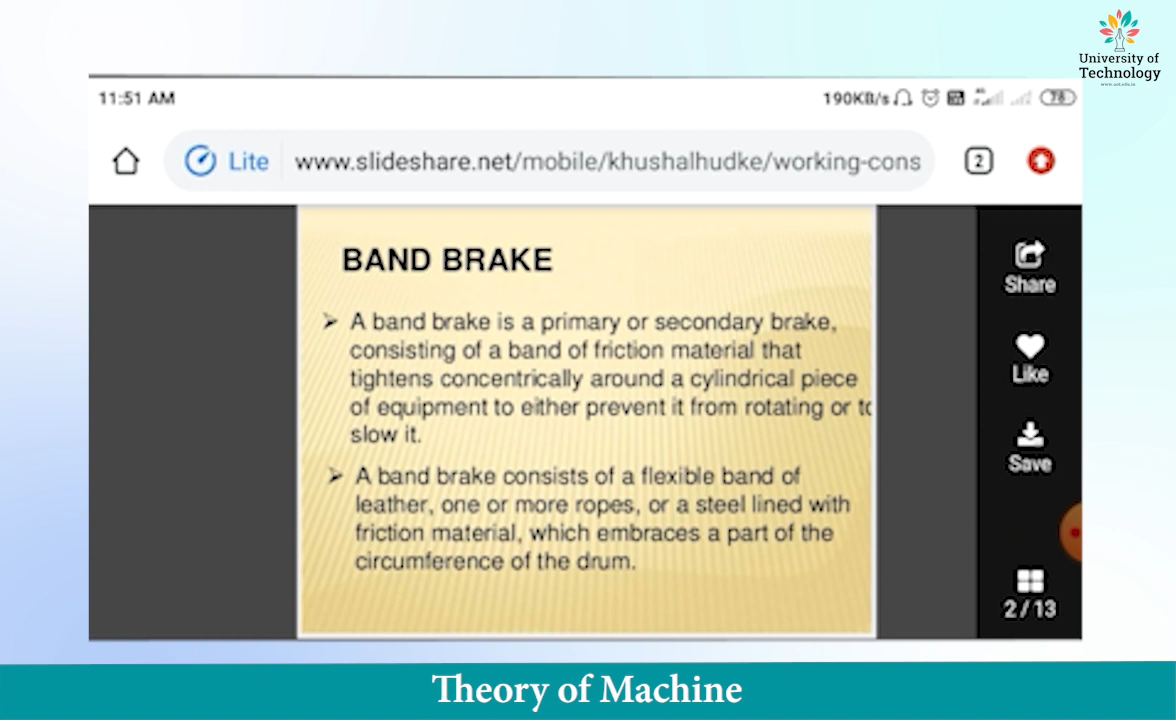 University of
Technology
11:51 AM
190KB/s
78
Lite
www.slideshare.net/mobile/khushalhudke/working-cons
2
BAND BRAKE
➢ A band brake is a primary or secondary brake,
consisting of a band of friction material that
tightens concentrically around a cylindrical piece
of equipment to either prevent it from rotating or to
slow it.
➢ A band brake consists of a flexible band of
leather, one or more ropes, or a steel lined with
friction material, which embraces a part of the
circumference of the drum.
Share
Like
Save
2 / 13
Theory of Machine